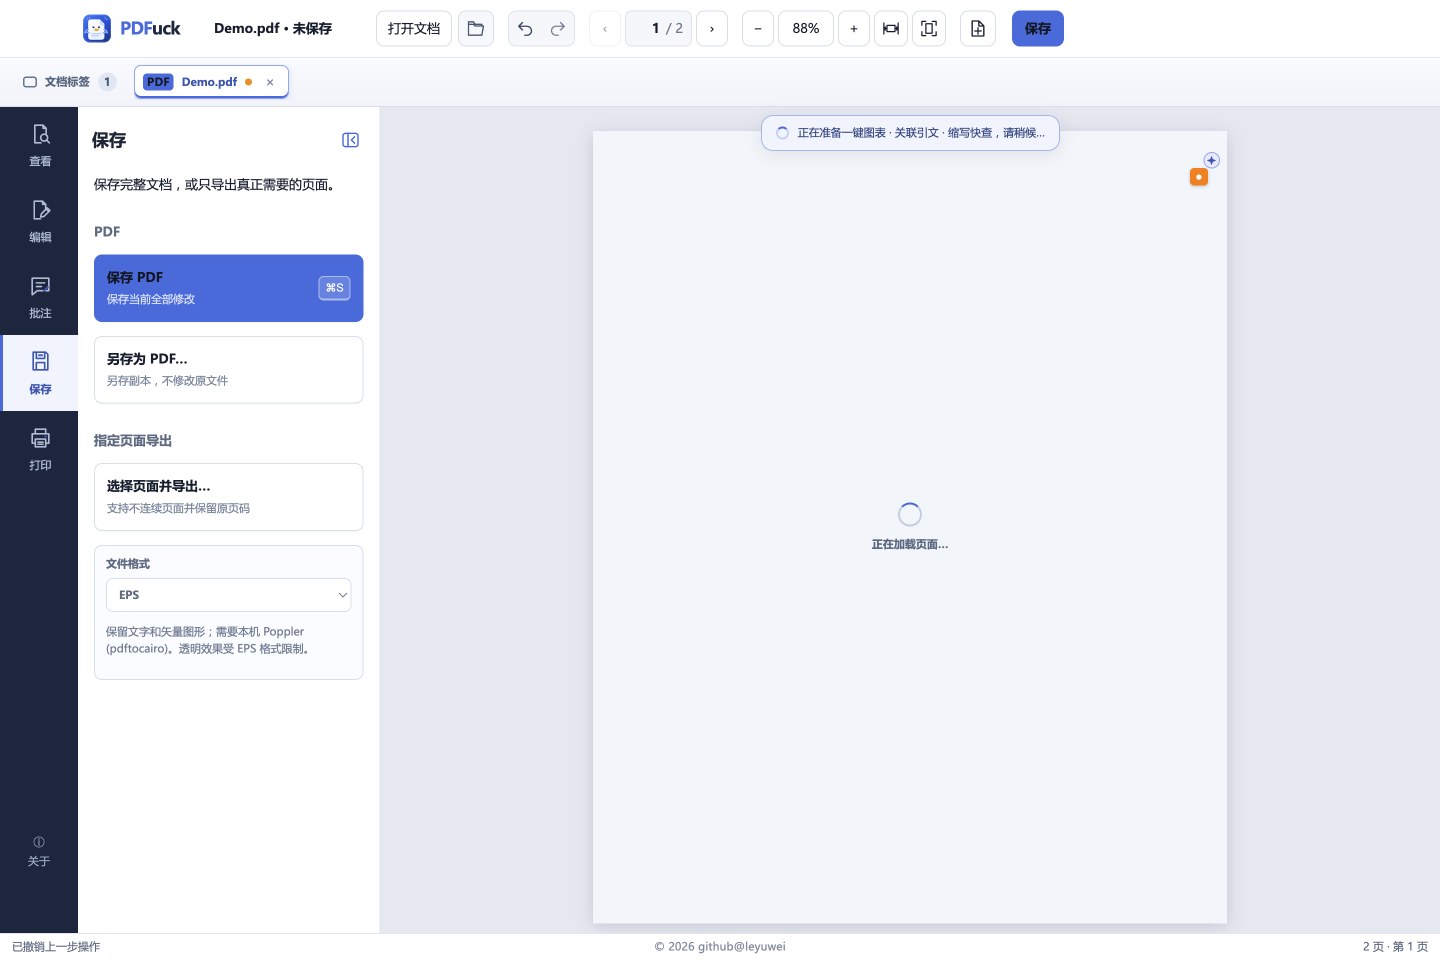 PDFuck
Demo.pdf • 未保存
打开文档
1 / 2
88%
保存
文档标签 1
PDF Demo.pdf
查看
编辑
批注
保存
打印
关于
保存
保存完整文档，或只导出真正需要的页面。
PDF
保存 PDF
保存当前全部修改
⌘S
另存为 PDF...
另存副本，不修改原文件
指定页面导出
选择页面并导出...
支持不连续页面并保留原页码
文件格式
EPS
保留文字和矢量图形；需要本机 Poppler
(pdftocairo)。透明效果受 EPS 格式限制。
正在准备一键图表 · 关联引文 · 缩写快查，请稍候...
正在加载页面...
已撤销上一步操作
© 2026 github@leyuwei
2 页 · 第 1 页